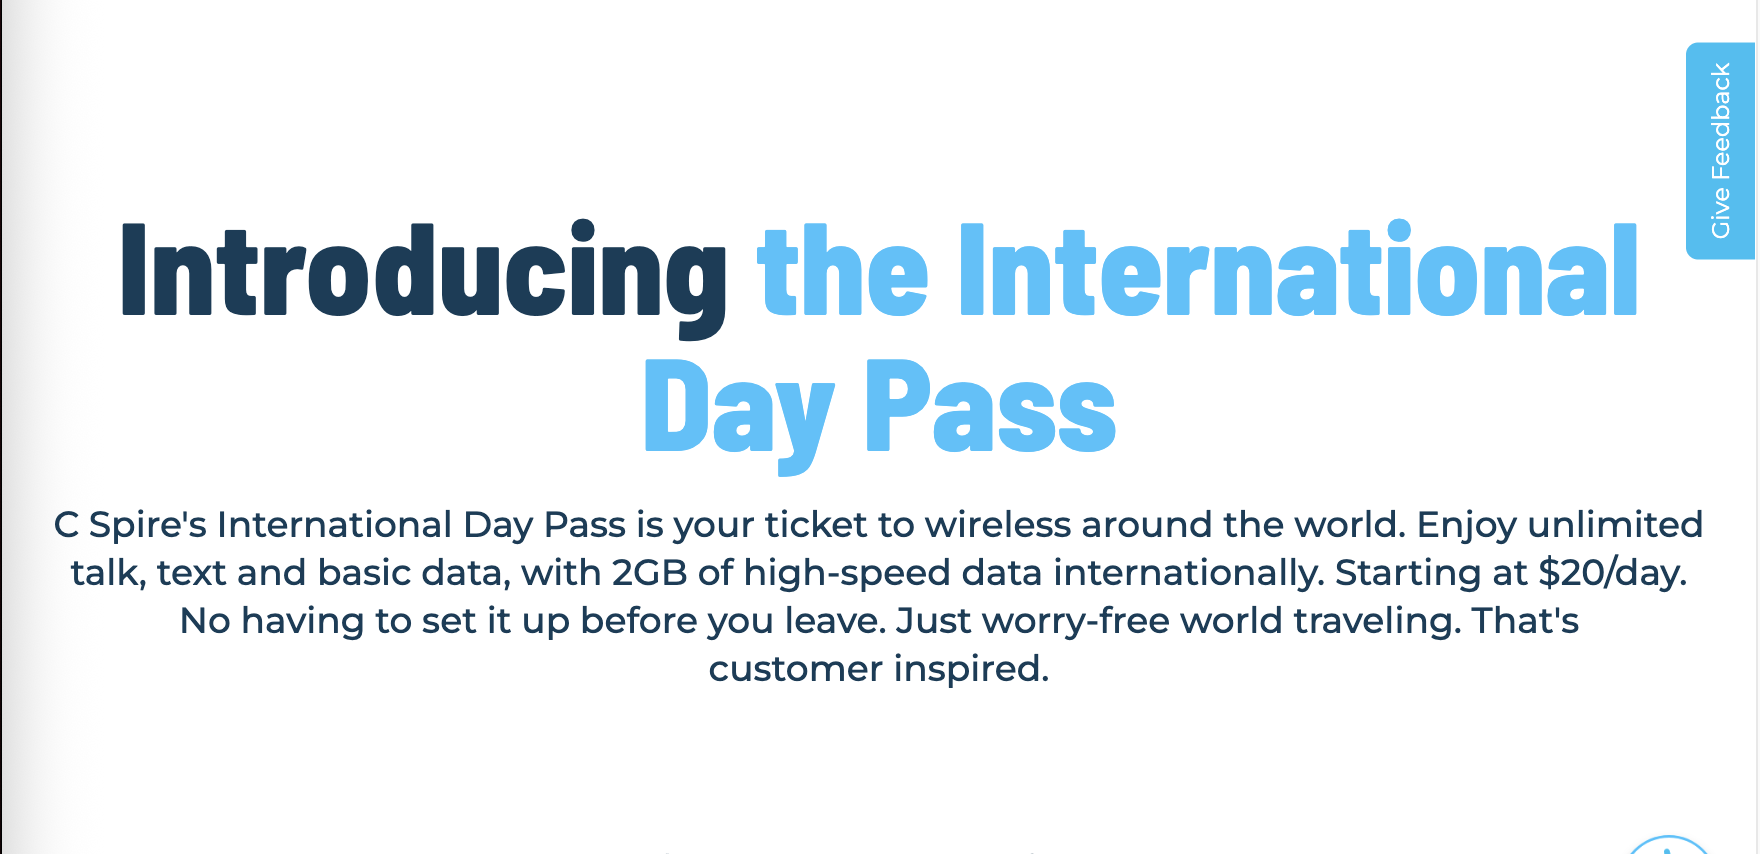 Give Feedback
Introducing the International
Day Pass
C Spire's International Day Pass is your ticket to wireless around the world. Enjoy unlimited
talk, text and basic data, with 2GB of high-speed data internationally. Starting at $20/day.
No having to set it up before you leave. Just worry-free world traveling. That's
customer inspired.